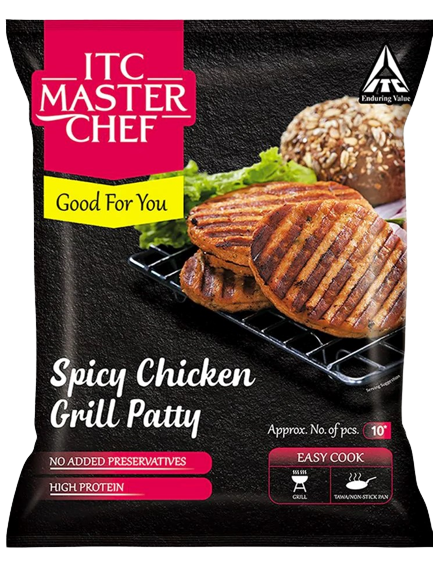 ITC
MASTER
CHEF
ITC
Enduring Value
Good For You
Spicy Chicken
Grill Patty
Serving Suggestion
Approx. No. of pcs. 10*
NO ADDED PRESERVATIVES
HIGH PROTEIN
EASY COOK
GRILL
TAWA/NON-STICK PAN